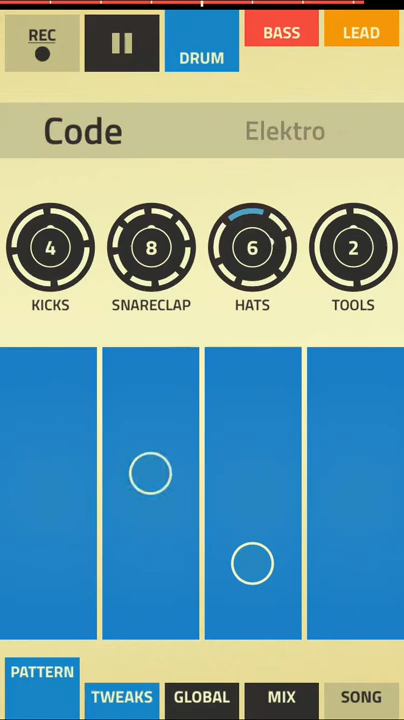 REC
DRUM
BASS
LEAD
Code
Elektro
4
8
6
2
KICKS
SNARECLAP
HATS
TOOLS
PATTERN
TWEAKS
GLOBAL
MIX
SONG